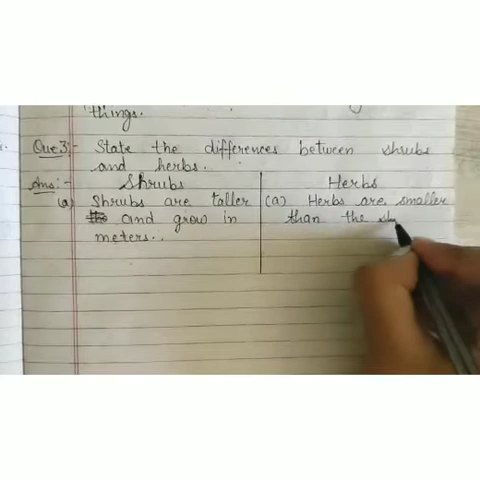 things.
Que 3:- State the differences between shrubs
and herbs.
Ans:- Shrubs Herbs
(a) Shrubs are taller (a) Herbs are smaller
and grow in than the sh
meters..